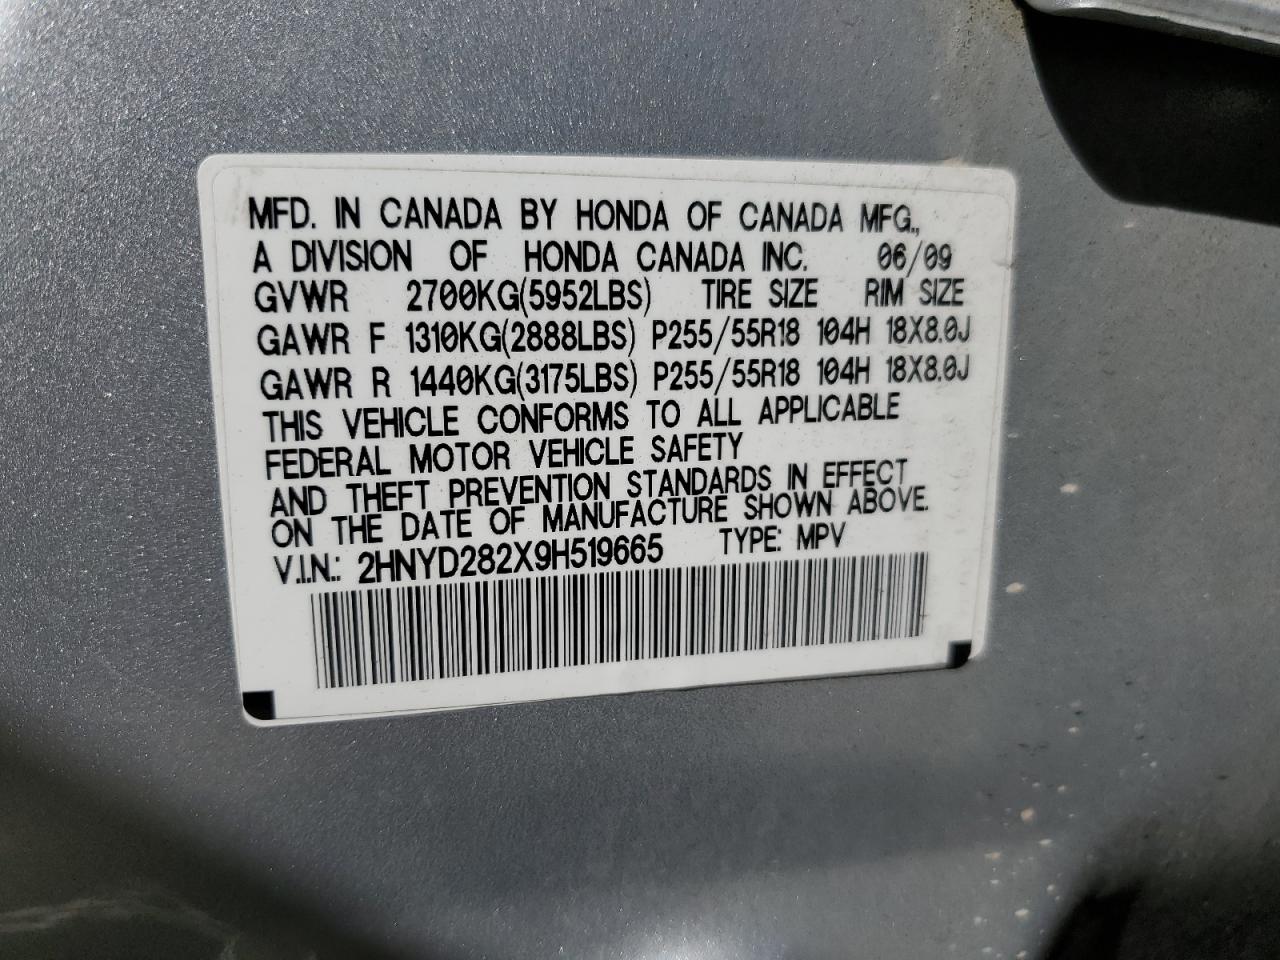 MFD. IN CANADA BY HONDA OF CANADA MFG.,
A DIVISION OF HONDA CANADA INC. 06/09
GVWR 2700KG(5952LBS) TIRE SIZE RIM SIZE
GAWR F 1310KG(2888LBS) P255/55R18 104H 18X8.0J
GAWR R 1440KG(3175LBS) P255/55R18 104H 18X8.0J
THIS VEHICLE CONFORMS TO ALL APPLICABLE
FEDERAL MOTOR VEHICLE SAFETY
AND THEFT PREVENTION STANDARDS IN EFFECT
ON THE DATE OF MANUFACTURE SHOWN ABOVE.
V.I.N.: 2HNYD282X9H519665 TYPE: MPV